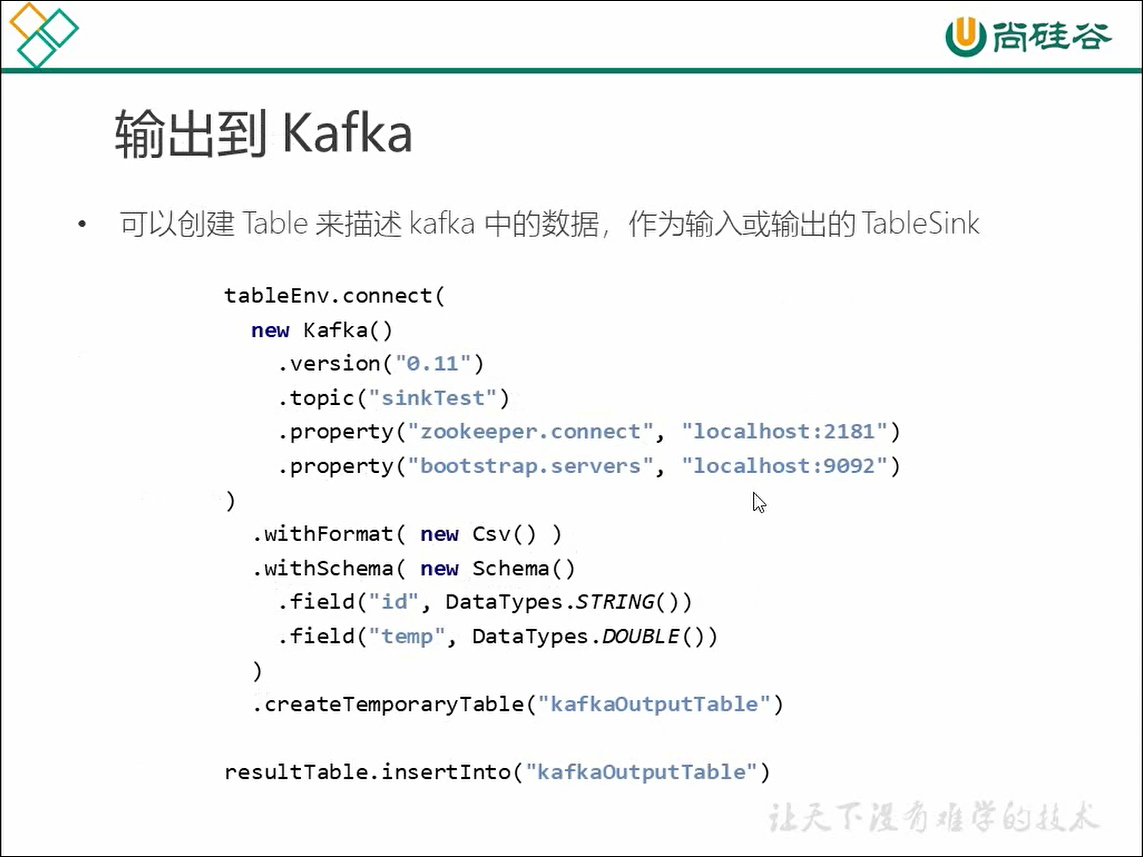 尚硅谷
输出到 Kafka
• 可以创建 Table 来描述 kafka 中的数据，作为输入或输出的 TableSink
tableEnv.connect(
  new Kafka()
    .version("0.11")
    .topic("sinkTest")
    .property("zookeeper.connect", "localhost:2181")
    .property("bootstrap.servers", "localhost:9092")
)
  .withFormat( new Csv() )
  .withSchema( new Schema()
    .field("id", DataTypes.STRING())
    .field("temp", DataTypes.DOUBLE())
  )
  .createTemporaryTable("kafkaOutputTable")
resultTable.insertInto("kafkaOutputTable")
让天下没有难学的技术